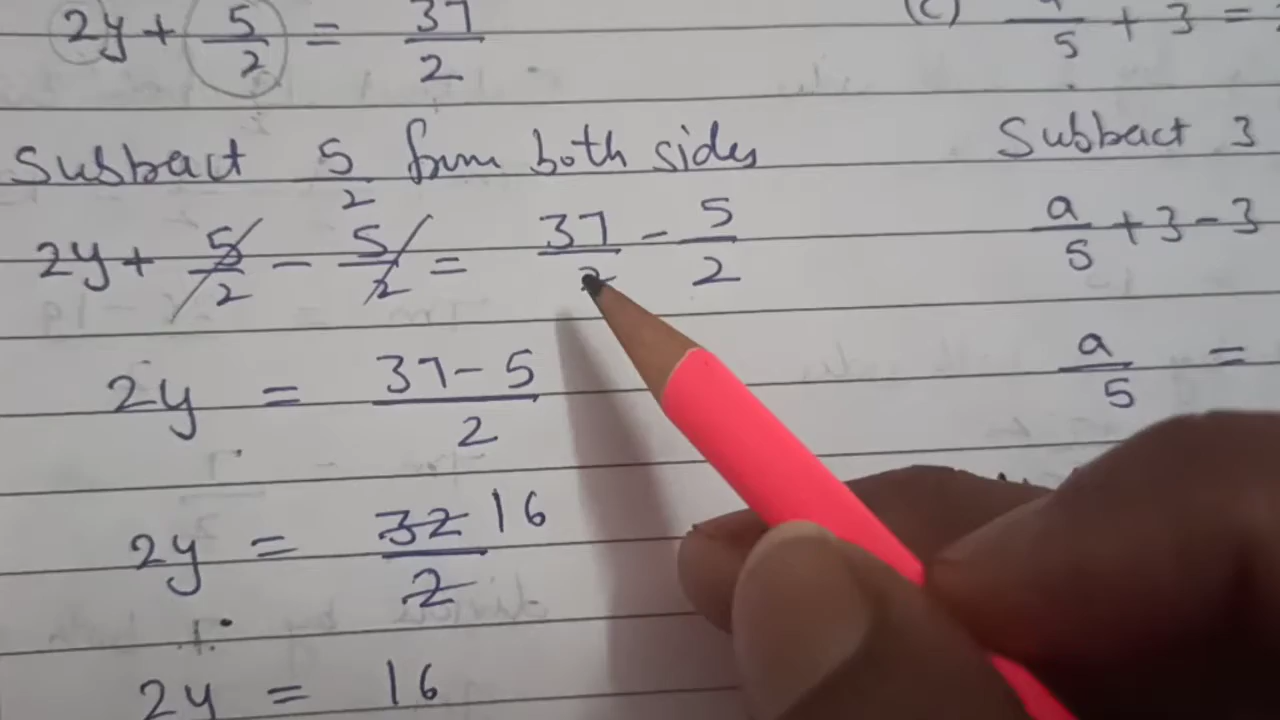 2y + 5/2 = 37/2
Subtract 5/2 from both sides
2y + 5/2 - 5/2 = 37/2 - 5/2
2y = 37 - 5/2
2y = 32/2 16
2y = 16
(c) a/5 + 3 =
Subtract 3
a/5 + 3 - 3
a/5 =